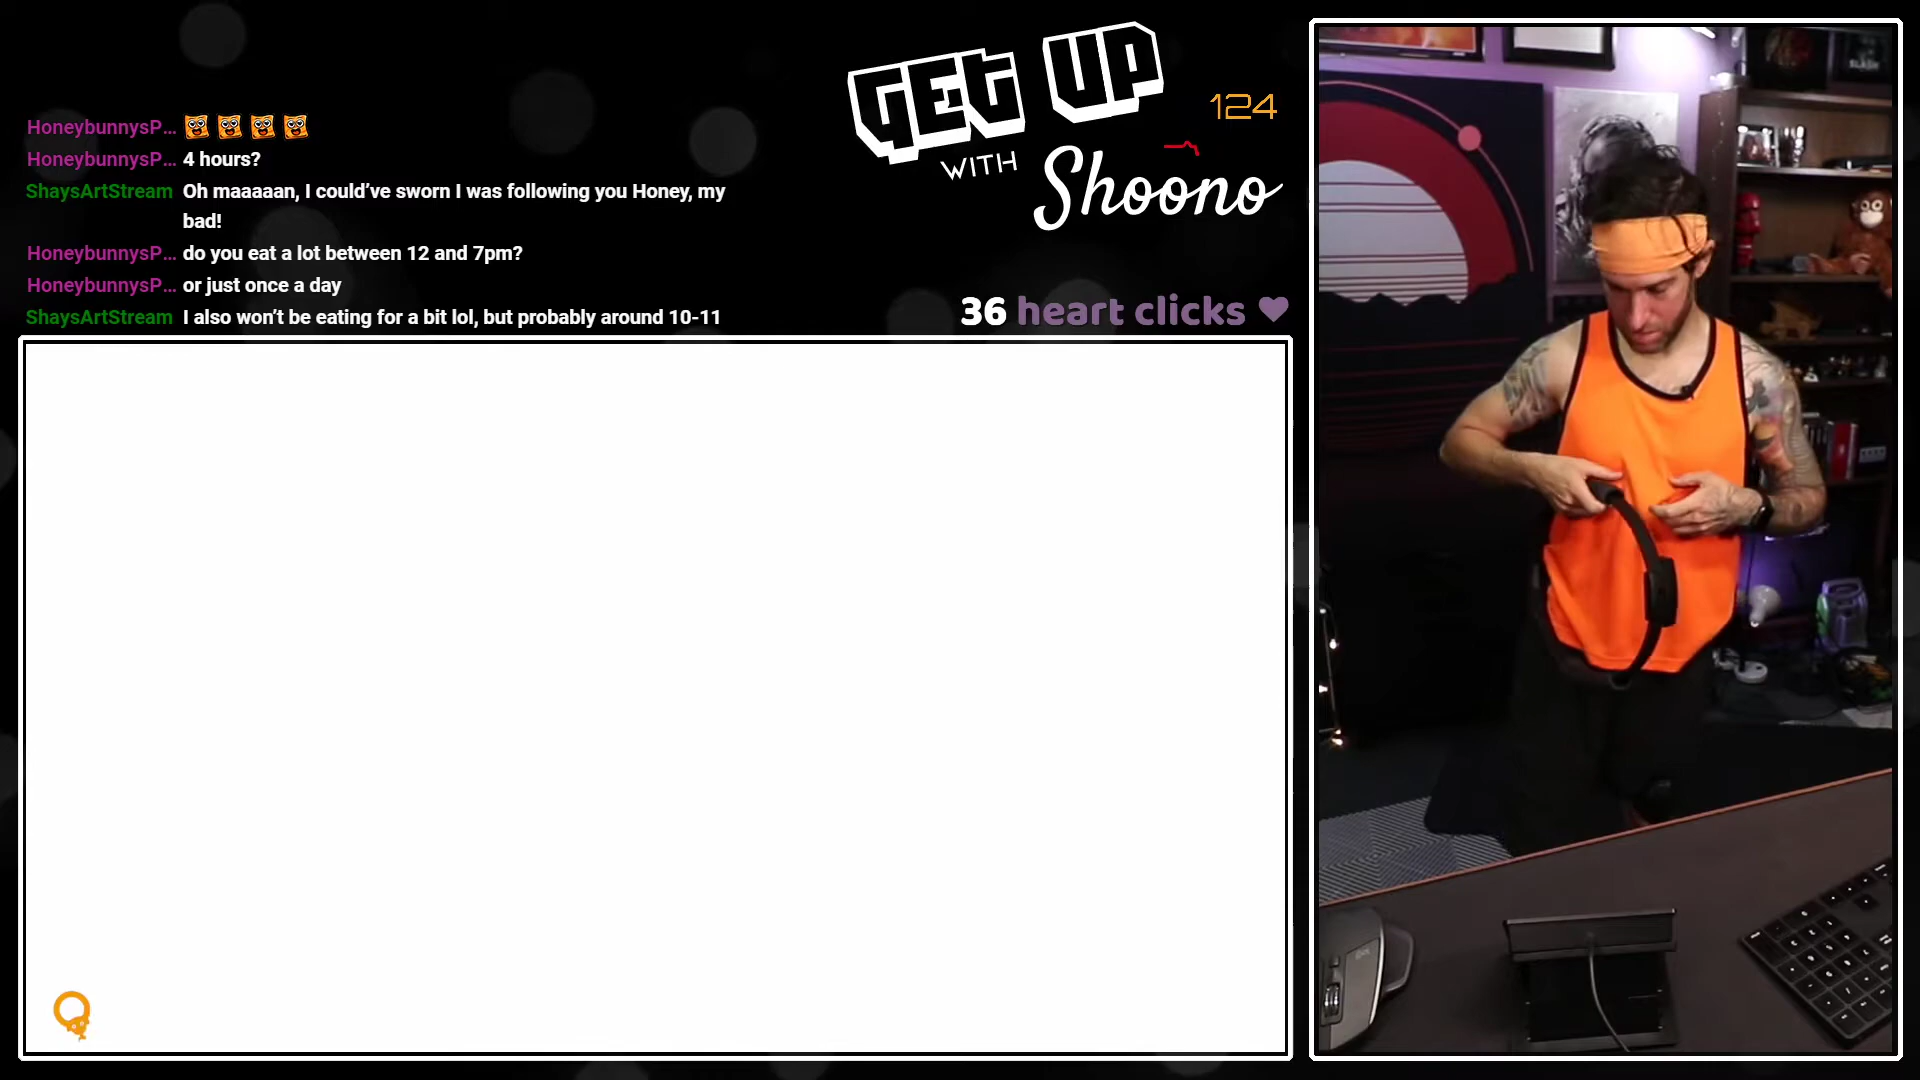 GET UP
WITH Shoono
124
HoneybunnysP...
HoneybunnysP... 4 hours?
ShaysArtStream Oh maaaaan, I could've sworn I was following you Honey, my
bad!
HoneybunnysP... do you eat a lot between 12 and 7pm?
HoneybunnysP... or just once a day
ShaysArtStream I also won't be eating for a bit lol, but probably around 10-11
36 heart clicks
SLASH